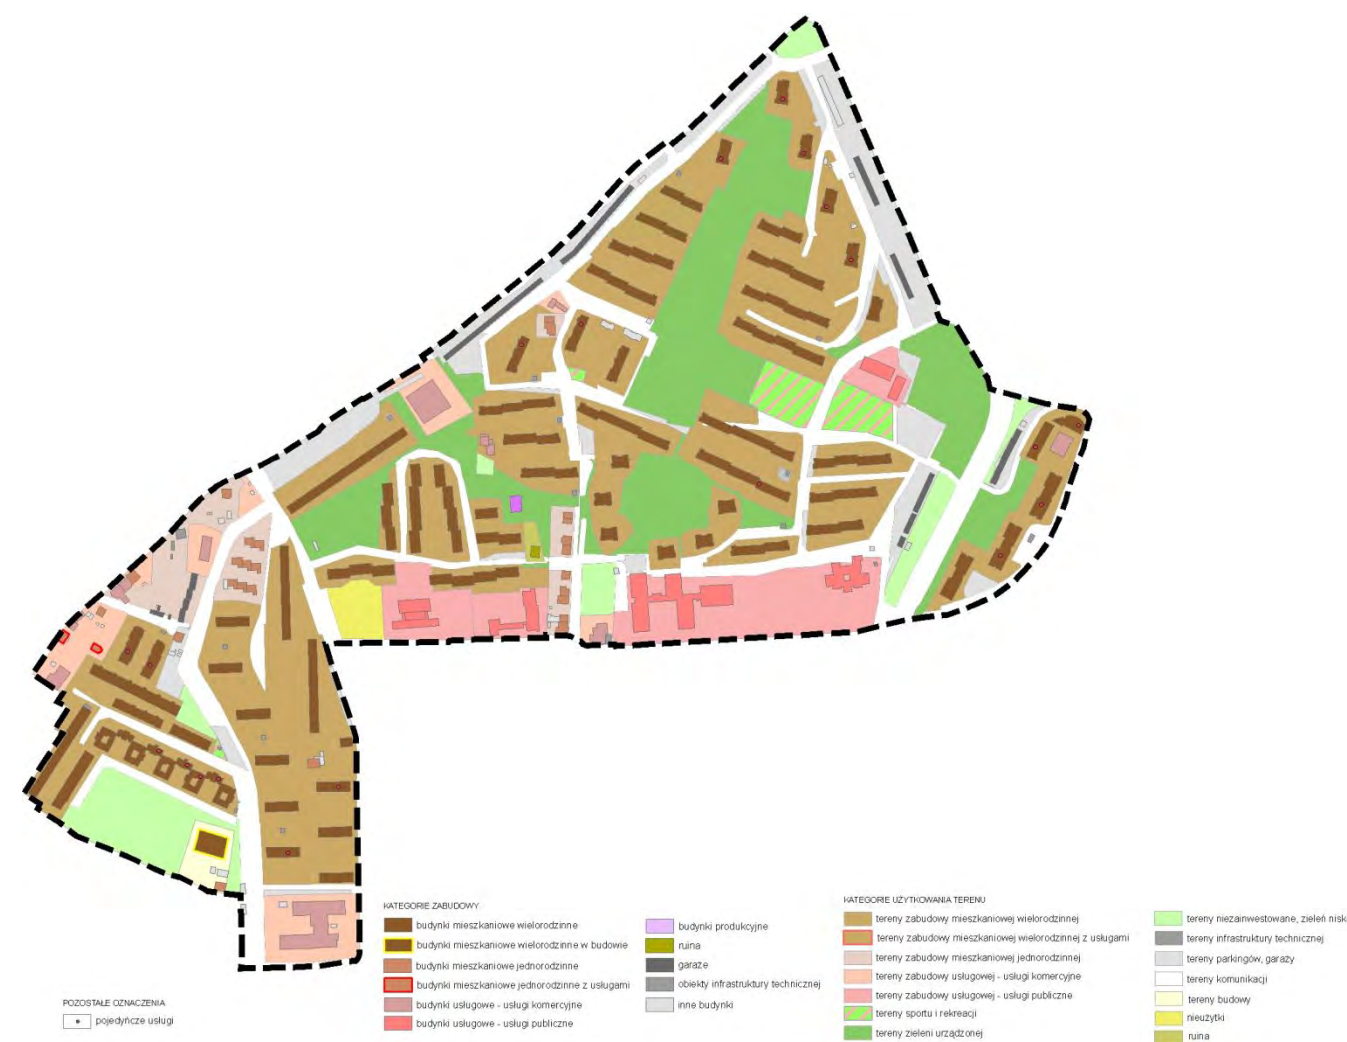 KATEGORIE ZABUDOWY
budynki mieszkaniowe wielorodzinne
budynki mieszkaniowe wielorodzinne w budowie
budynki mieszkaniowe jednorodzinne
budynki mieszkaniowe jednorodzinne z usługami
budynki usługowe - usługi komercyjne
budynki usługowe - usługi publiczne
budynki produkcyjne
ruina
garaże
obiekty infrastruktury technicznej
inne budynki
KATEGORIE UŻYTKOWANIA TERENU
tereny zabudowy mieszkaniowej wielorodzinnej
tereny zabudowy mieszkaniowej wielorodzinnej z usługami
tereny zabudowy mieszkaniowej jednorodzinnej
tereny zabudowy usługowej - usługi komercyjne
tereny zabudowy usługowej - usługi publiczne
tereny sportu i rekreacji
tereny zieleni urządzonej
tereny niezainwestowane, zieleń nisk
tereny infrastruktury technicznej
tereny parkingów, garaży
tereny komunikacji
tereny budowy
nieużytki
ruina
POZOSTAŁE OZNACZENIA
pojedyńcze usługi